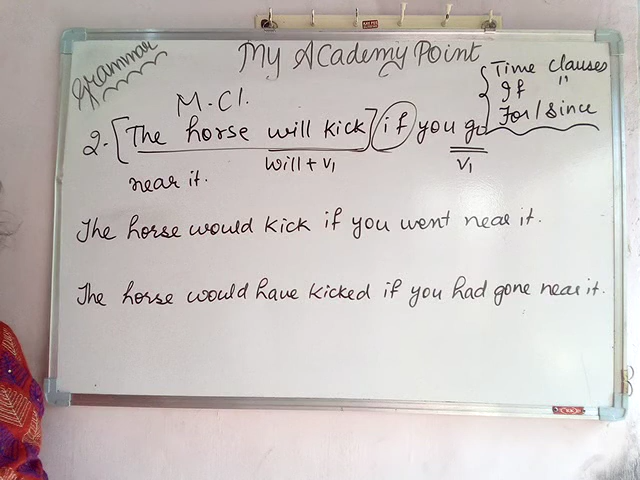 Grammar
My Academy Point
Time clauses
If "
For / since
M.Cl.
2. [The horse will kick] if you go
will + V1
V1
near it.
The horse would kick if you went near it.
The horse would have kicked if you had gone near it.